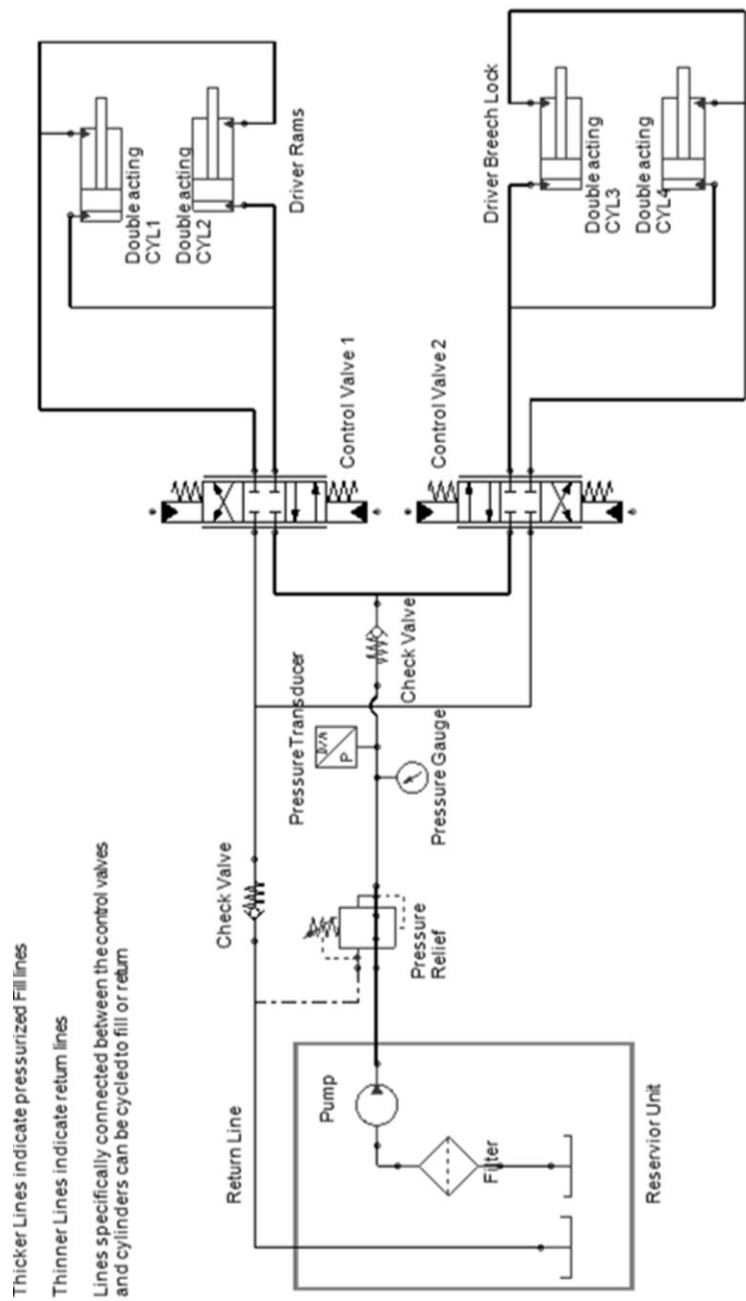 Thicker Lines indicate pressurized Fill lines
Thinner Lines indicate return lines
Lines specifically connected between the control valves
and cylinders can be cycled to fill or return
Return Line
Check Valve
Pump
Filter
Reservior Unit
Pressure
Relief
Pressure Transducer
D/A
P
Pressure Gauge
Check Valve
Control Valve 1
Control Valve 2
Double acting
CYL1
Double acting
CYL2
Driver Rams
Driver Breech Lock
Double acting
CYL3
Double acting
CYL4